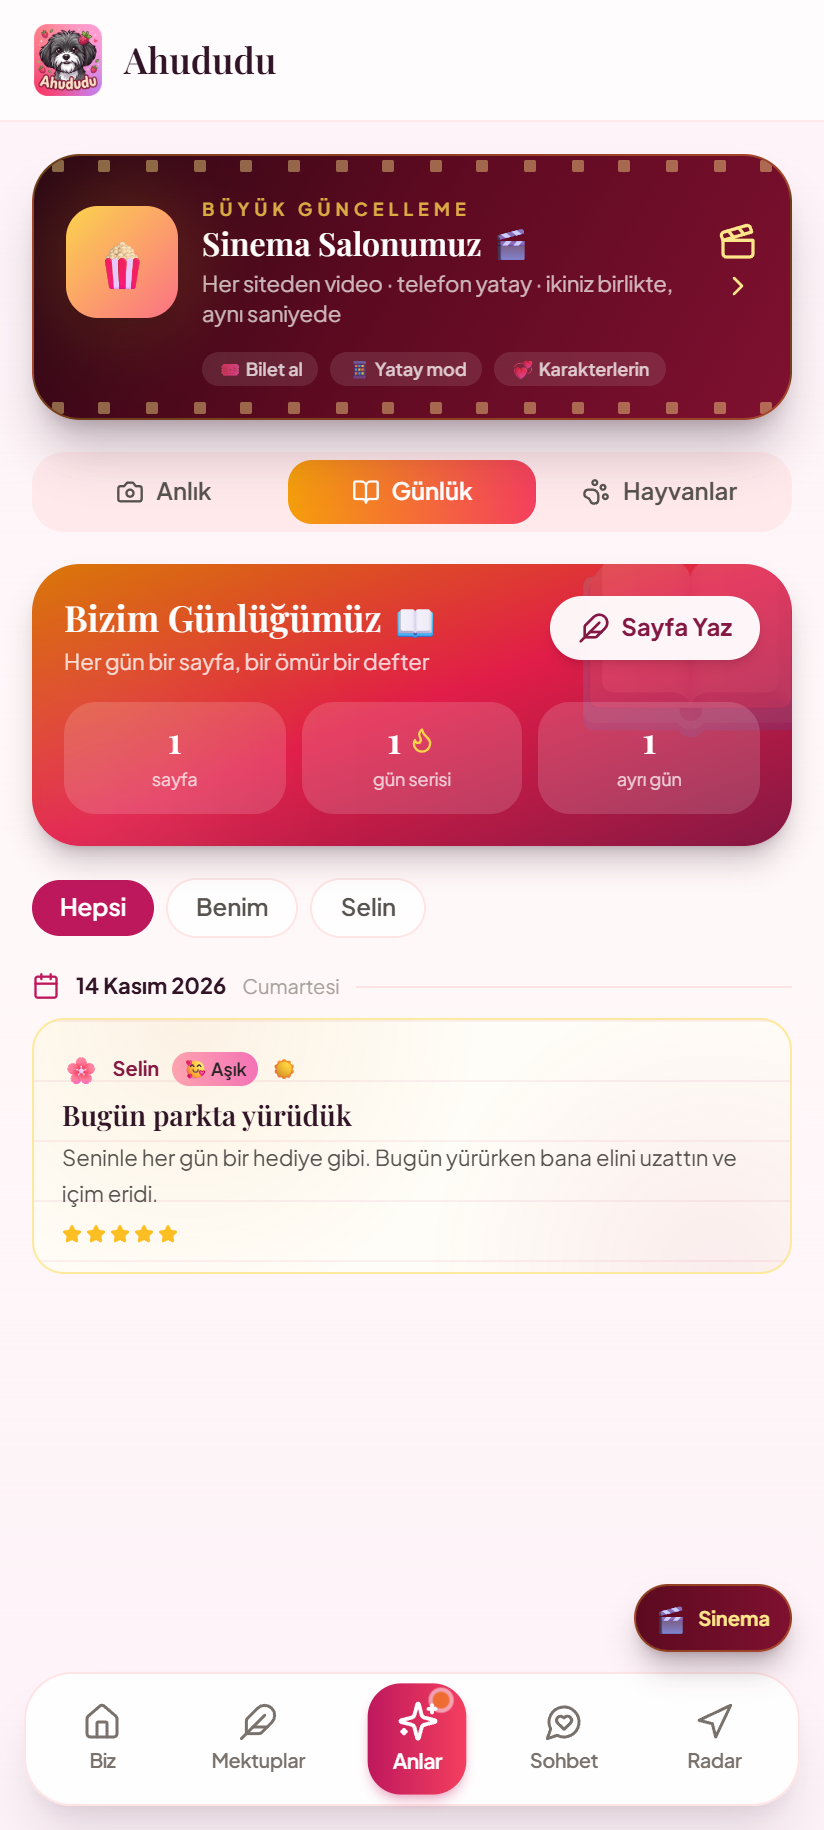 Ahududu
Ahududu
BÜYÜK GÜNCELLEME
Sinema Salonumuz
Her siteden video · telefon yatay · ikiniz birlikte,
aynı saniyede
Bilet al
Yatay mod
Karakterlerin
Anlık
Günlük
Hayvanlar
Bizim Günlüğümüz
Sayfa Yaz
Her gün bir sayfa, bir ömür bir defter
1
sayfa
1
gün serisi
1
ayrı gün
Hepsi
Benim
Selin
14 Kasım 2026 Cumartesi
Selin
Aşık
Bugün parkta yürüdük
Seninle her gün bir hediye gibi. Bugün yürürken bana elini uzattın ve
içim eridi.
Sinema
Biz
Mektuplar
Anlar
Sohbet
Radar